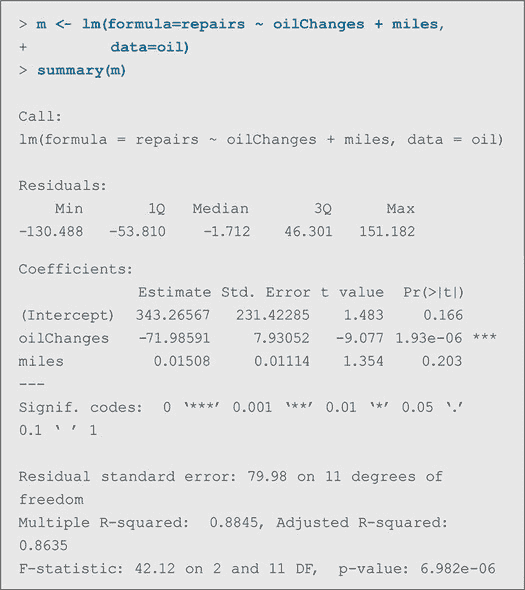 > m <- lm(formula=repairs ~ oilChanges + miles,
+ data=oil)
> summary(m)
Call:
lm(formula = repairs ~ oilChanges + miles, data = oil)
Residuals:
Min 1Q Median 3Q Max
-130.488 -53.810 -1.712 46.301 151.182
Coefficients:
Estimate Std. Error t value Pr(>|t|)
(Intercept) 343.26567 231.42285 1.483 0.166
oilChanges -71.98591 7.93052 -9.077 1.93e-06 ***
miles 0.01508 0.01114 1.354 0.203
---
Signif. codes: 0 ‘***’ 0.001 ‘**’ 0.01 ‘*’ 0.05 ‘.’
0.1 ‘ ’ 1
Residual standard error: 79.98 on 11 degrees of
freedom
Multiple R-squared: 0.8845, Adjusted R-squared:
0.8635
F-statistic: 42.12 on 2 and 11 DF, p-value: 6.982e-06